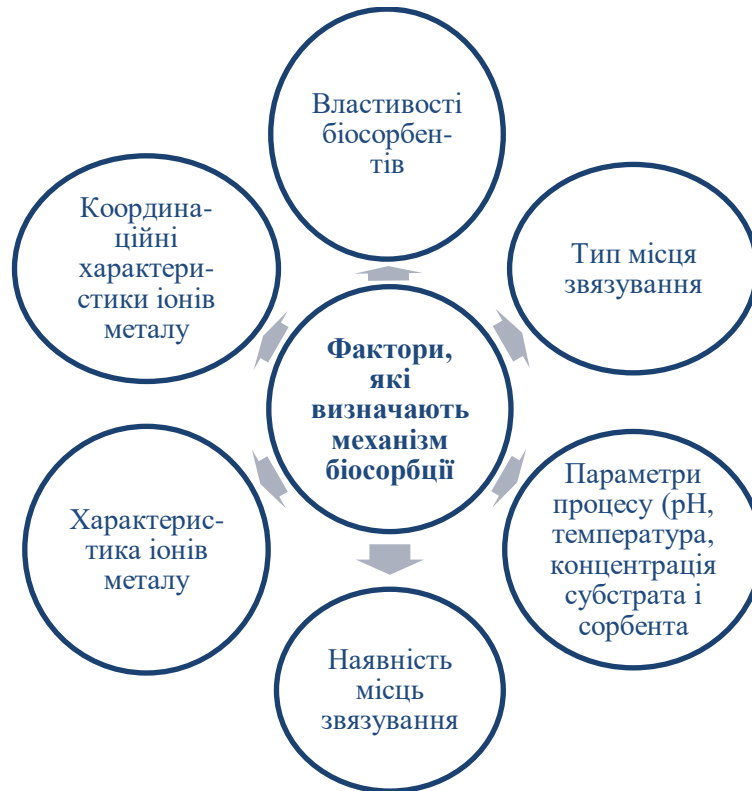 Властивості
біосорбен-
тів
Координа-
ційні
характери-
стики іонів
металу
Тип місця
звязування
Фактори,
які
визначають
механізм
біосорбції
Характерис-
тика іонів
металу
Параметри
процесу (pH,
температура,
концентрація
субстрата і
сорбента
Наявність
місць
звязування